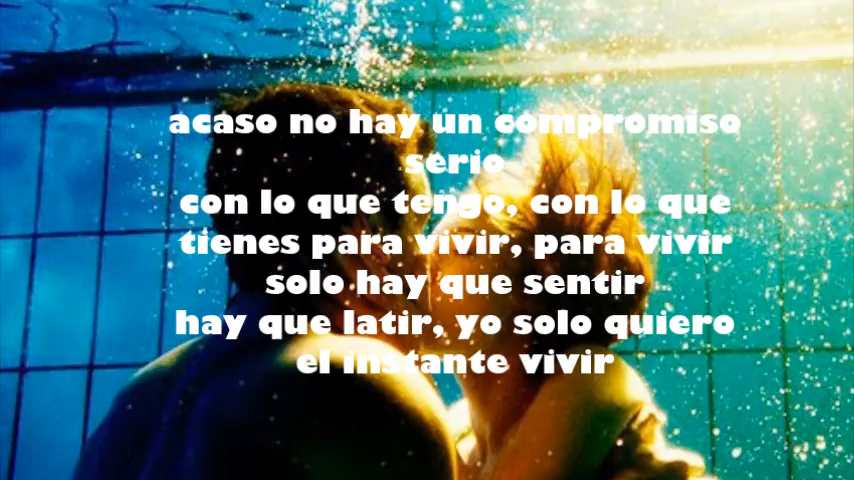 acaso no hay un compromiso
serio
con lo que tengo, con lo que
tienes para vivir, para vivir
solo hay que sentir
hay que latir, yo solo quiero
el instante vivir